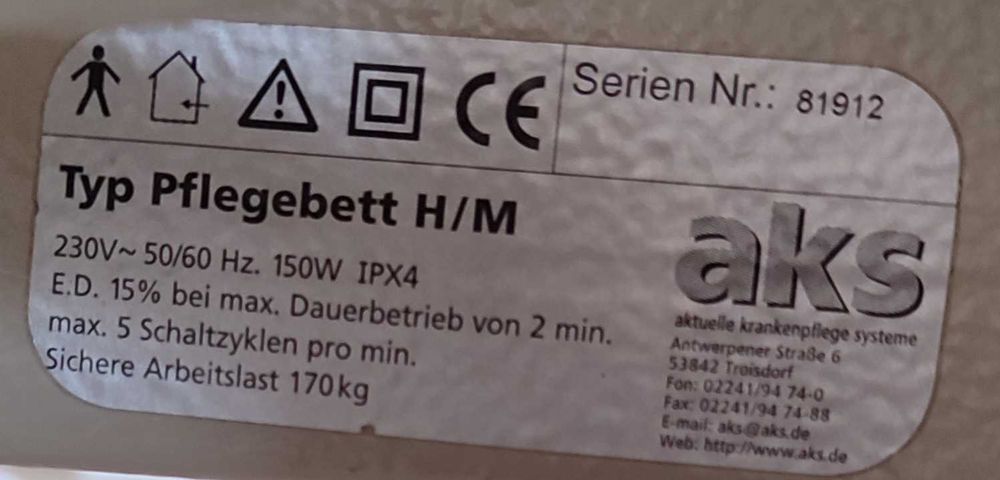 CE
Serien Nr.: 81912
Typ Pflegebett H/M
230V~ 50/60 Hz. 150W IPX4
E.D. 15% bei max. Dauerbetrieb von 2 min.
max. 5 Schaltzyklen pro min.
Sichere Arbeitslast 170kg
aks
aktuelle krankenpflege systeme
Antwerpener Straße 6
53842 Troisdorf
Fon: 02241/94 74-0
Fax: 02241/94 74-88
E-mail: aks@aks.de
Web: http://www.aks.de